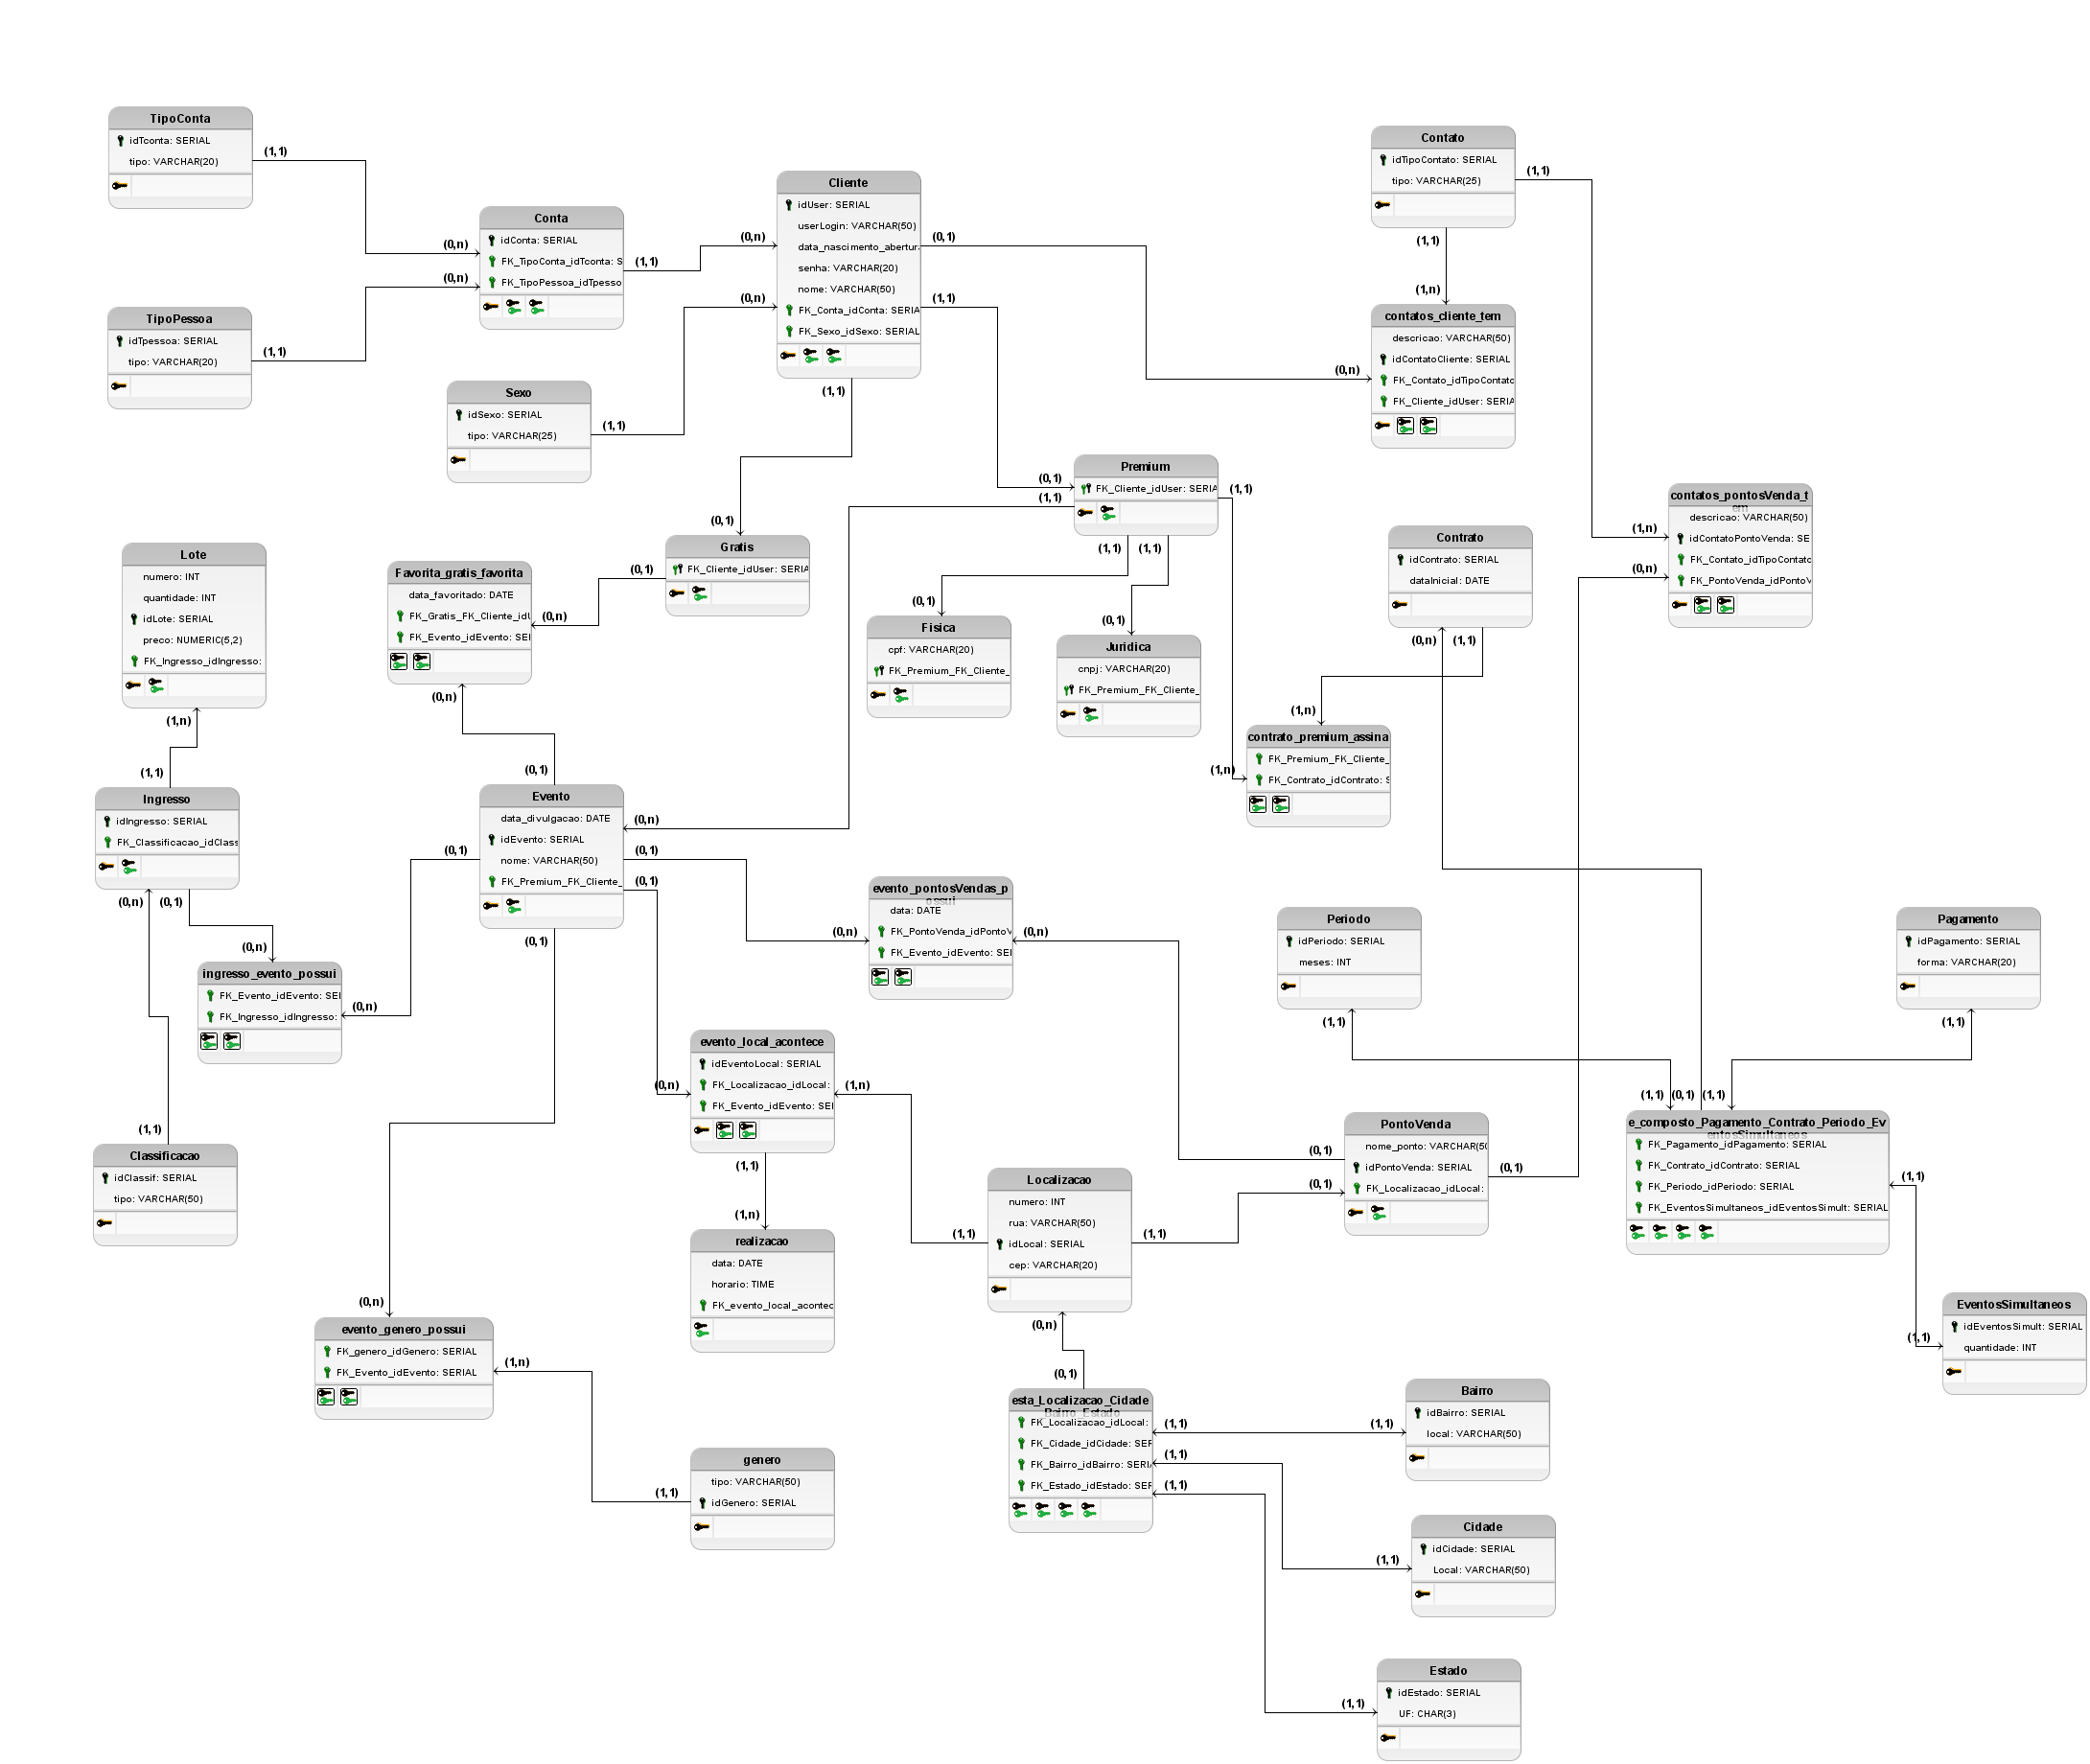 TipoConta
idTconta: SERIAL
tipo: VARCHAR(20)
(1,1)
(0,n)
TipoPessoa
idTpessoa: SERIAL
tipo: VARCHAR(20)
(1,1)
(0,n)
Conta
idConta: SERIAL
FK_TipoConta_idTconta: S
FK_TipoPessoa_idTpesso
(1,1)
(0,n)
Cliente
idUser: SERIAL
userLogin: VARCHAR(50)
data_nascimento_abertur
senha: VARCHAR(20)
nome: VARCHAR(50)
FK_Conta_idConta: SERIA
FK_Sexo_idSexo: SERIAL
(0,1)
(1,1)
(0,n)
(1,1)
Sexo
idSexo: SERIAL
tipo: VARCHAR(25)
(1,1)
Contato
idTipoContato: SERIAL
tipo: VARCHAR(25)
(1,1)
(1,1)
(1,n)
contatos_cliente_tem
descricao: VARCHAR(50)
idContatoCliente: SERIAL
FK_Contato_idTipoContato
FK_Cliente_idUser: SERIA
(0,n)
Premium
FK_Cliente_idUser: SERIA
(0,1)
(1,1)
(1,1)
(1,1)
(1,1)
contatos_pontosVenda_t
em
descricao: VARCHAR(50)
idContatoPontoVenda: SE
FK_Contato_idTipoContato
FK_PontoVenda_idPontoV
(1,n)
(0,n)
Contrato
idContrato: SERIAL
dataInicial: DATE
(0,n)
(1,1)
Gratis
FK_Cliente_idUser: SERIA
(0,1)
(0,1)
Favorita_gratis_favorita
data_favoritado: DATE
FK_Gratis_FK_Cliente_idU
FK_Evento_idEvento: SEI
(0,n)
(0,n)
Lote
numero: INT
quantidade: INT
idLote: SERIAL
preco: NUMERIC(5,2)
FK_Ingresso_idIngresso:
(1,n)
Fisica
cpf: VARCHAR(20)
FK_Premium_FK_Cliente_
(0,1)
Juridica
cnpj: VARCHAR(20)
FK_Premium_FK_Cliente_
(0,1)
contrato_premium_assina
FK_Premium_FK_Cliente_
FK_Contrato_idContrato: S
(1,n)
(1,n)
(1,1)
Ingresso
idIngresso: SERIAL
FK_Classificacao_idClass
(0,n)
(0,1)
(0,1)
Evento
data_divulgacao: DATE
idEvento: SERIAL
nome: VARCHAR(50)
FK_Premium_FK_Cliente_
(0,n)
(0,1)
(0,1)
(0,1)
(0,1)
ingresso_evento_possui
FK_Evento_idEvento: SEI
FK_Ingresso_idIngresso:
(0,n)
(0,n)
evento_pontosVendas_p
ossui
data: DATE
FK_PontoVenda_idPontoV
FK_Evento_idEvento: SEI
(0,n)
(0,n)
Periodo
idPeriodo: SERIAL
meses: INT
(1,1)
Pagamento
idPagamento: SERIAL
forma: VARCHAR(20)
(1,1)
evento_local_acontece
idEventoLocal: SERIAL
FK_Localizacao_idLocal:
FK_Evento_idEvento: SEI
(0,n)
(1,n)
(1,1)
(1,1)
Classificacao
idClassif: SERIAL
tipo: VARCHAR(50)
PontoVenda
nome_ponto: VARCHAR(50
idPontoVenda: SERIAL
FK_Localizacao_idLocal:
(0,1)
(0,1)
(0,1)
(1,1)
(0,1)
(1,1)
e_composto_Pagamento_Contrato_Periodo_Ev
entosSimultaneos
FK_Pagamento_idPagamento: SERIAL
FK_Contrato_idContrato: SERIAL
FK_Periodo_idPeriodo: SERIAL
FK_EventosSimultaneos_idEventosSimult: SERIAL
(1,1)
Localizacao
numero: INT
rua: VARCHAR(50)
idLocal: SERIAL
cep: VARCHAR(20)
(1,1)
(1,1)
(0,n)
(1,n)
realizacao
data: DATE
horario: TIME
FK_evento_local_acontec
EventosSimultaneos
idEventosSimult: SERIAL
quantidade: INT
(1,1)
(0,n)
evento_genero_possui
FK_genero_idGenero: SERIAL
FK_Evento_idEvento: SERIAL
(1,n)
(0,1)
esta_Localizacao_Cidade
Bairro_Estado
FK_Localizacao_idLocal:
FK_Cidade_idCidade: SEF
FK_Bairro_idBairro: SERIA
FK_Estado_idEstado: SEF
(1,1)
(1,1)
(1,1)
Bairro
idBairro: SERIAL
local: VARCHAR(50)
(1,1)
genero
tipo: VARCHAR(50)
idGenero: SERIAL
(1,1)
Cidade
idCidade: SERIAL
Local: VARCHAR(50)
(1,1)
Estado
idEstado: SERIAL
UF: CHAR(3)
(1,1)